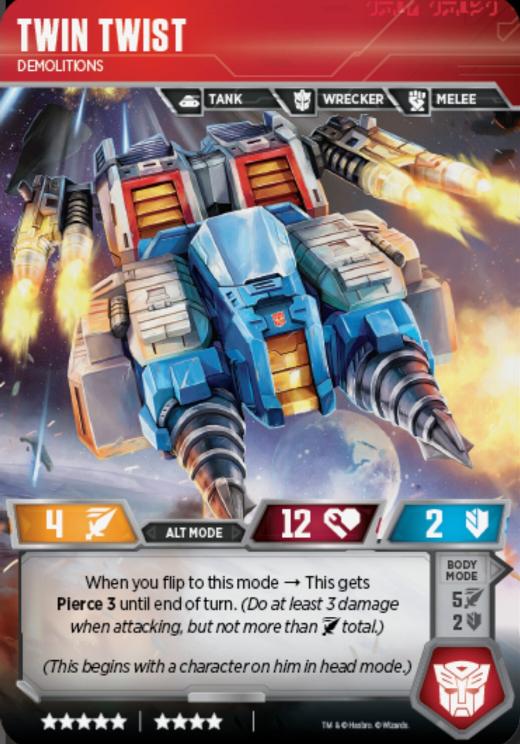 TWIN TWIST
DEMOLITIONS
TANK WRECKER MELEE
4 ALT MODE 12 2
When you flip to this mode → This gets
Pierce 3 until end of turn. (Do at least 3 damage
when attacking, but not more than total.)
(This begins with a character on him in head mode.)
BODY
MODE
5
2
★★★★★ | ★★★★ |
TM & © Hasbro. © Wizards.